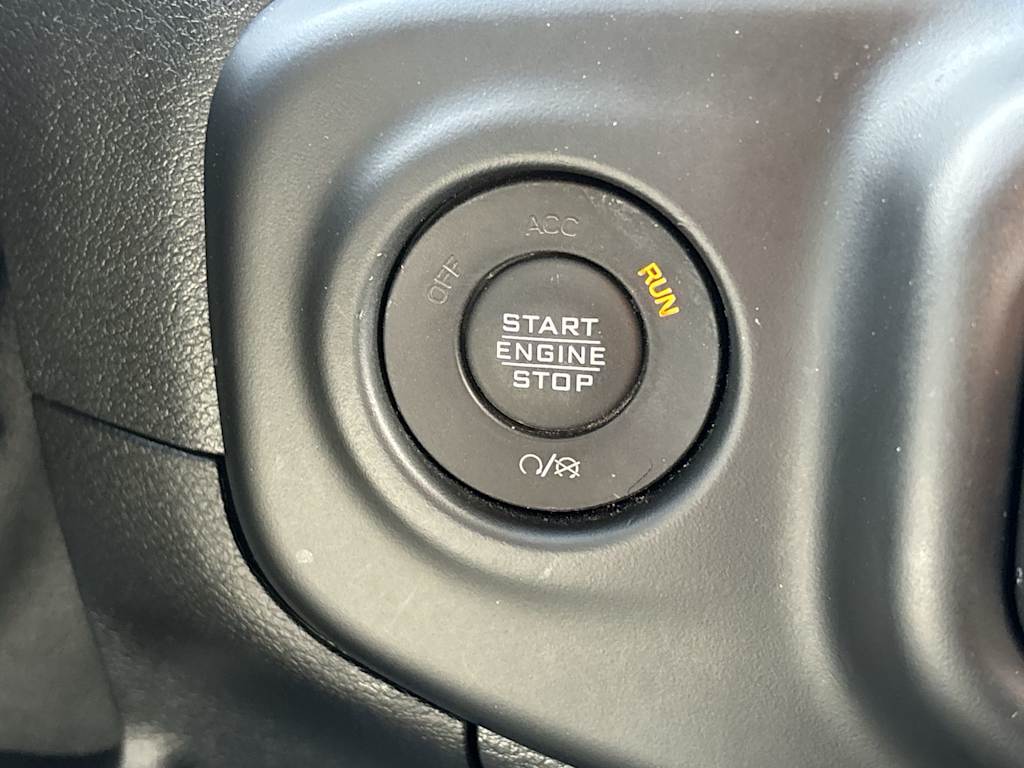 ACC
OFF
RUN
START
ENGINE
STOP